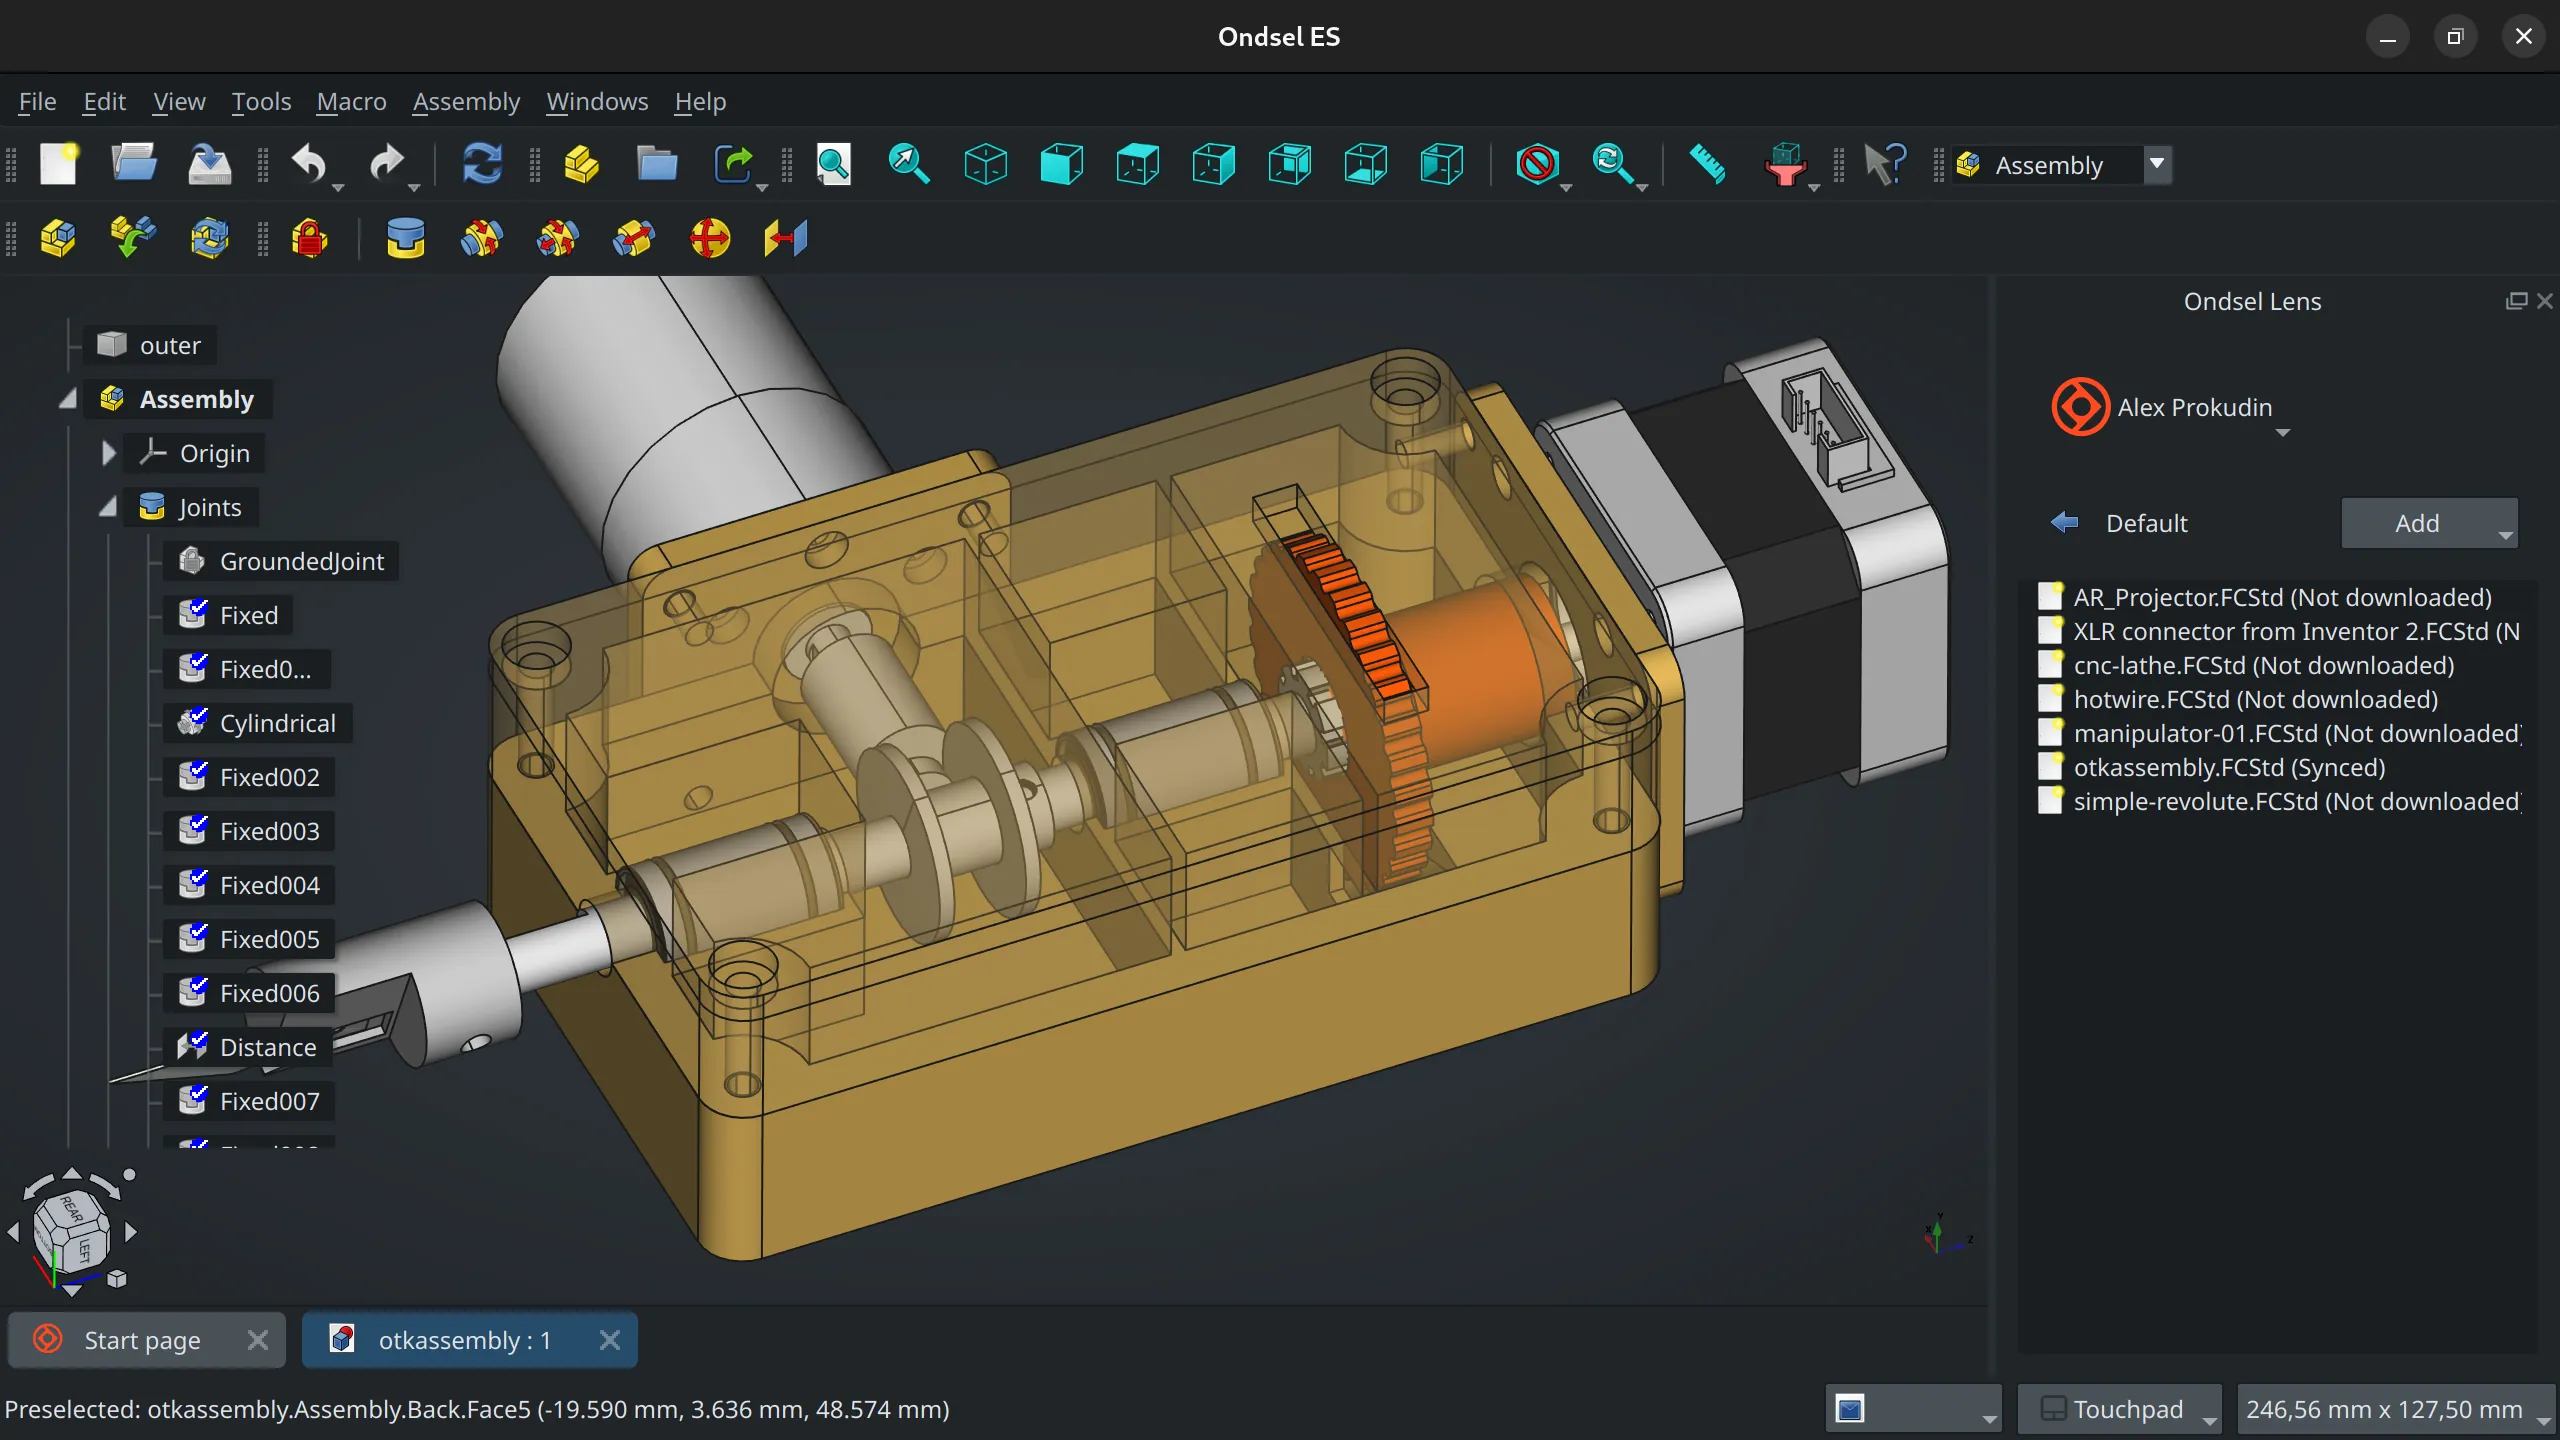 Ondsel ES
File Edit View Tools Macro Assembly Windows Help
Assembly
outer
Assembly
Origin
Joints
GroundedJoint
Fixed
Fixed0...
Cylindrical
Fixed002
Fixed003
Fixed004
Fixed005
Fixed006
Distance
Fixed007
REAR
LEFT
Y
X
Z
Ondsel Lens
Alex Prokudin
Default
Add
AR_Projector.FCStd (Not downloaded)
XLR connector from Inventor 2.FCStd (N
cnc-lathe.FCStd (Not downloaded)
hotwire.FCStd (Not downloaded)
manipulator-01.FCStd (Not downloaded)
otkassembly.FCStd (Synced)
simple-revolute.FCStd (Not downloaded)
Start page
otkassembly : 1
Preselected: otkassembly.Assembly.Back.Face5 (-19.590 mm, 3.636 mm, 48.574 mm)
Touchpad
246,56 mm x 127,50 mm